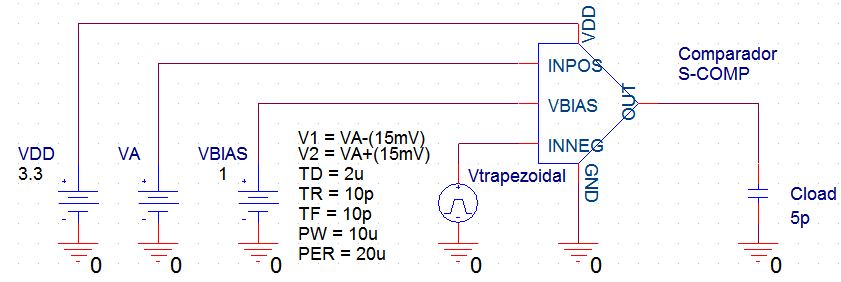 VDD
INPOS
VBIAS
INNEG
OUT
GND
Comparador
S-COMP
VDD
3.3
VA
VBIAS
1
V1 = VA-(15mV)
V2 = VA+(15mV)
TD = 2u
TR = 10p
TF = 10p
PW = 10u
PER = 20u
Vtrapezoidal
Cload
5p
0
0
0
0
0
0